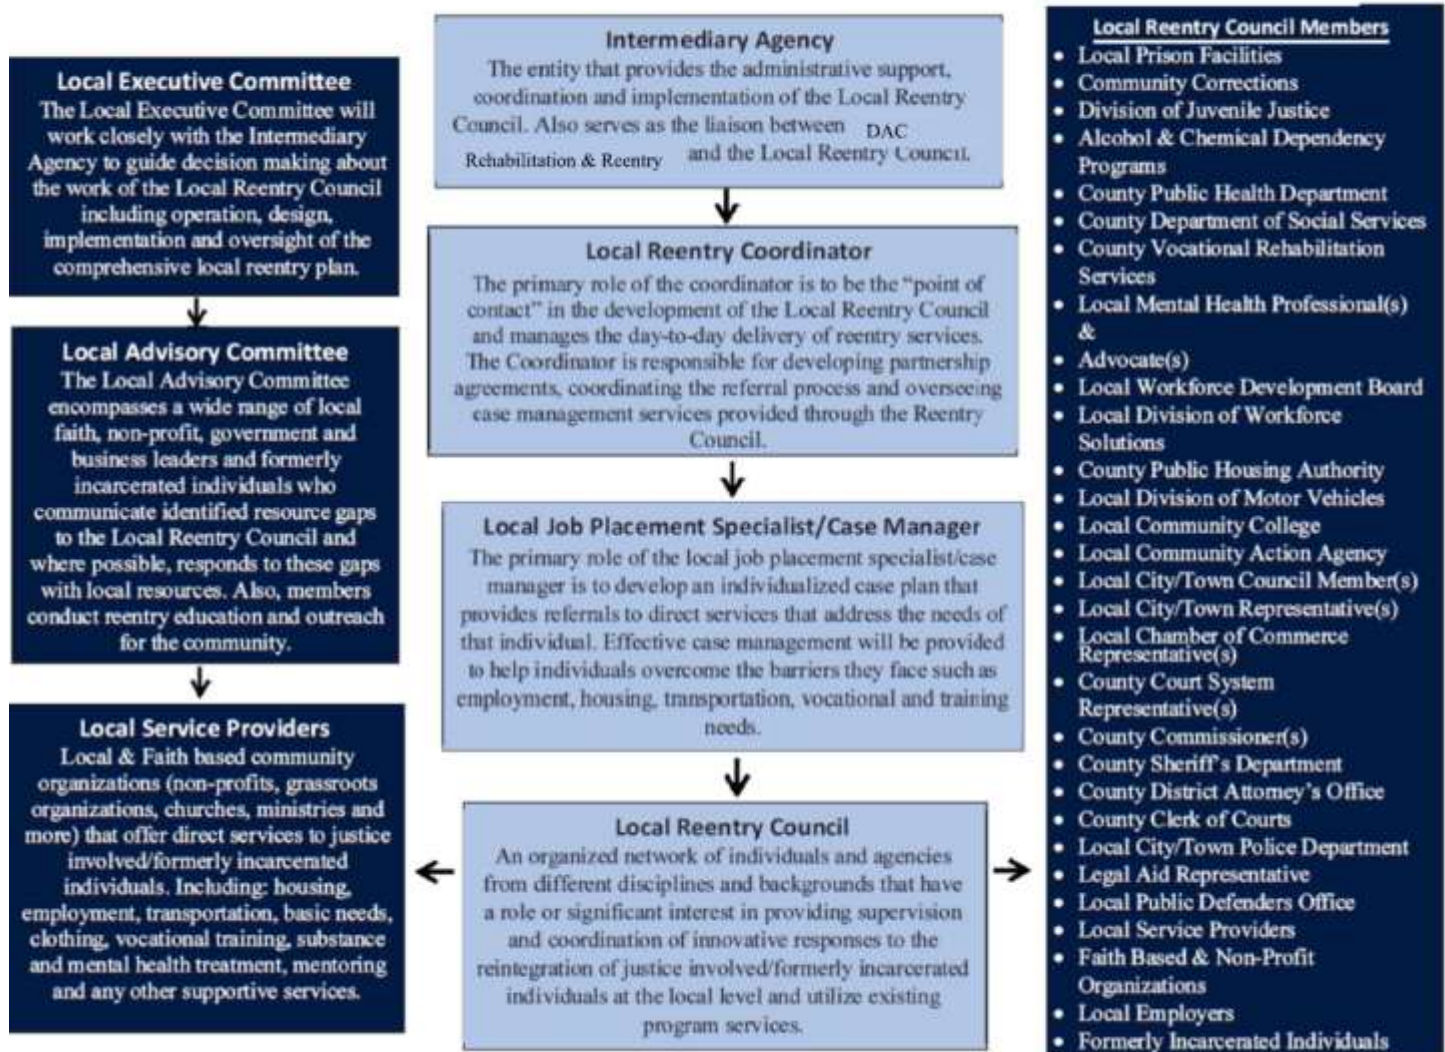 Local Executive Committee
The Local Executive Committee will
work closely with the Intermediary
Agency to guide decision making about
the work of the Local Reentry Council
including operation, design,
implementation and oversight of the
comprehensive local reentry plan.
Local Advisory Committee
The Local Advisory Committee
encompasses a wide range of local
faith, non-profit, government and
business leaders and formerly
incarcerated individuals who
communicate identified resource gaps
to the Local Reentry Council and
where possible, responds to these gaps
with local resources. Also, members
conduct reentry education and outreach
for the community.
Local Service Providers
Local & Faith based community
organizations (non-profits, grassroots
organizations, churches, ministries and
more) that offer direct services to justice
involved/formerly incarcerated
individuals. Including: housing,
employment, transportation, basic needs,
clothing, vocational training, substance
and mental health treatment, mentoring
and any other supportive services.
Intermediary Agency
The entity that provides the administrative support,
coordination and implementation of the Local Reentry
Council. Also serves as the liaison between DAC
Rehabilitation & Reentry and the Local Reentry Council.
Local Reentry Coordinator
The primary role of the coordinator is to be the “point of
contact” in the development of the Local Reentry Council
and manages the day-to-day delivery of reentry services.
The Coordinator is responsible for developing partnership
agreements, coordinating the referral process and overseeing
case management services provided through the Reentry
Council.
Local Job Placement Specialist/Case Manager
The primary role of the local job placement specialist/case
manager is to develop an individualized case plan that
provides referrals to direct services that address the needs of
that individual. Effective case management will be provided
to help individuals overcome the barriers they face such as
employment, housing, transportation, vocational and training
needs.
Local Reentry Council
An organized network of individuals and agencies
from different disciplines and backgrounds that have
a role or significant interest in providing supervision
and coordination of innovative responses to the
reintegration of justice involved/formerly incarcerated
individuals at the local level and utilize existing
program services.
Local Reentry Council Members
• Local Prison Facilities
• Community Corrections
• Division of Juvenile Justice
• Alcohol & Chemical Dependency
Programs
• County Public Health Department
• County Department of Social Services
• County Vocational Rehabilitation
Services
• Local Mental Health Professional(s)
&
• Advocate(s)
• Local Workforce Development Board
• Local Division of Workforce
Solutions
• County Public Housing Authority
• Local Division of Motor Vehicles
• Local Community College
• Local Community Action Agency
• Local City/Town Council Member(s)
• Local City/Town Representative(s)
• Local Chamber of Commerce
Representative(s)
• County Court System
Representative(s)
• County Commissioner(s)
• County Sheriff’s Department
• County District Attorney’s Office
• County Clerk of Courts
• Local City/Town Police Department
• Legal Aid Representative
• Local Public Defenders Office
• Local Service Providers
• Faith Based & Non-Profit
Organizations
• Local Employers
• Formerly Incarcerated Individuals